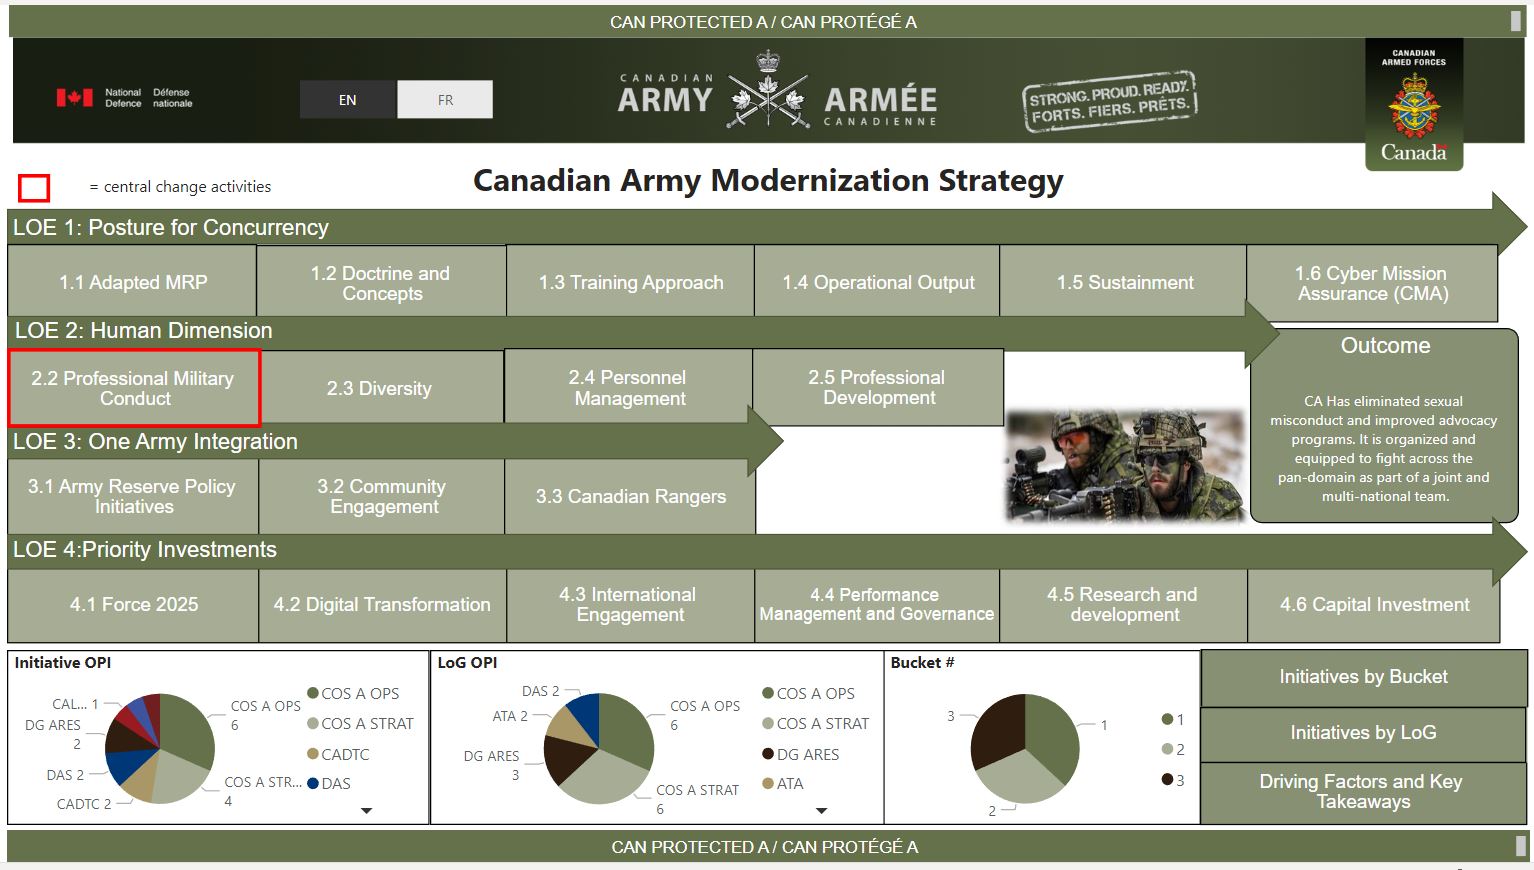 CAN PROTECTED A / CAN PROTÉGÉ A
National Defence
Défense nationale
EN
FR
CANADIAN ARMY
ARMÉE CANADIENNE
STRONG. PROUD. READY.
FORTS. FIERS. PRÊTS.
CANADIAN
ARMED FORCES
Canada
= central change activities
Canadian Army Modernization Strategy
LOE 1: Posture for Concurrency
1.1 Adapted MRP
1.2 Doctrine and
Concepts
1.3 Training Approach
1.4 Operational Output
1.5 Sustainment
1.6 Cyber Mission
Assurance (CMA)
LOE 2: Human Dimension
2.2 Professional Military
Conduct
2.3 Diversity
2.4 Personnel
Management
2.5 Professional
Development
Outcome
CA Has eliminated sexual
misconduct and improved advocacy
programs. It is organized and
equipped to fight across the
pan-domain as part of a joint and
multi-national team.
LOE 3: One Army Integration
3.1 Army Reserve Policy
Initiatives
3.2 Community
Engagement
3.3 Canadian Rangers
LOE 4:Priority Investments
4.1 Force 2025
4.2 Digital Transformation
4.3 International
Engagement
4.4 Performance
Management and Governance
4.5 Research and
development
4.6 Capital Investment
Initiative OPI
CAL... 1
DG ARES
2
DAS 2
CADTC 2
COS A OPS
6
COS A STR...
4
COS A OPS
COS A STRAT
CADTC
DAS
LoG OPI
DAS 2
ATA 2
DG ARES
3
COS A OPS
6
COS A STRAT
6
COS A OPS
COS A STRAT
DG ARES
ATA
Bucket #
3
1
2
1
2
3
Initiatives by Bucket
Initiatives by LoG
Driving Factors and Key
Takeaways
CAN PROTECTED A / CAN PROTÉGÉ A